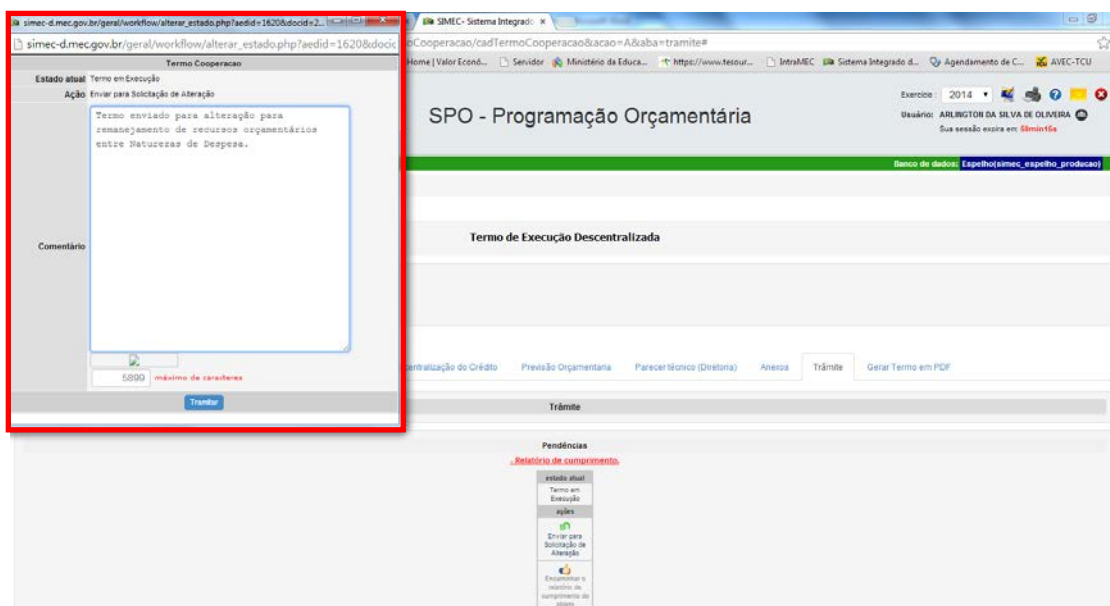 simec-d.mec.gov.br/geral/workflow/alterar_estado.php?aedid=1620&docid=2...
SIMEC- Sistema Integrado
simec-d.mec.gov.br/geral/workflow/alterar_estado.php?aedid=1620&docid
oCooperacao/cadTermoCooperacao&acao=A&aba=tramite#
Termo Cooperacao
Home | Valor Econô... Servidor Ministério da Educa... https://www.tesour... IntraMEC Sistema Integrado d... Agendamento de C... AVEC-TCU
Estado atual Termo em Execução
Ação Enviar para Solicitação de Alteração
Exercício : 2014
SPO - Programação Orçamentária
Usuário: ARLINGTON DA SILVA DE OLIVEIRA
Sua sessão expira em: 58min16s
Banco de dados: Espelho(simec_espelho_producao)
Comentário
Termo enviado para alteração para
remanejamento de recursos orçamentários
entre Naturezas de Despesa.
5899 máximo de caracteres
Tramitar
Termo de Execução Descentralizada
centralização do Crédito Previsão Orçamentaria Parecer técnico (Diretoria) Anexos Trâmite Gerar Termo em PDF
Trâmite
Pendências
. Relatório de cumprimento.
estado atual
Termo em
Execução
ações
Enviar para
Solicitação de
Alteração
Encaminhar o
relatório de
cumprimento do
objeto